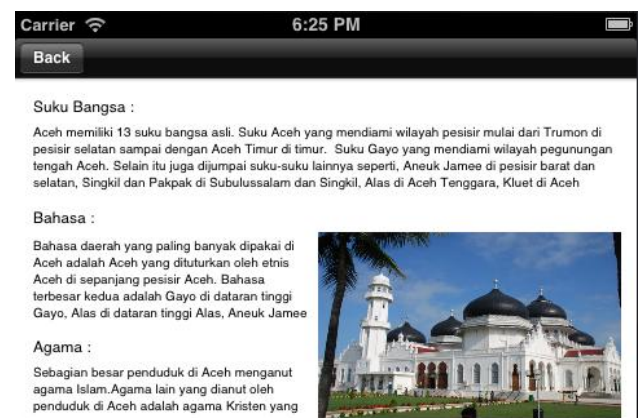 Carrier 6:25 PM
Back
Suku Bangsa :
Aceh memiliki 13 suku bangsa asli. Suku Aceh yang mendiami wilayah pesisir mulai dari Trumon di
pesisir selatan sampai dengan Aceh Timur di timur. Suku Gayo yang mendiami wilayah pegunungan
tengah Aceh. Selain itu juga dijumpai suku-suku lainnya seperti, Aneuk Jamee di pesisir barat dan
selatan, Singkil dan Pakpak di Subulussalam dan Singkil, Alas di Aceh Tenggara, Kluet di Aceh
Bahasa :
Bahasa daerah yang paling banyak dipakai di
Aceh adalah Aceh yang dituturkan oleh etnis
Aceh di sepanjang pesisir Aceh. Bahasa
terbesar kedua adalah Gayo di dataran tinggi
Gayo, Alas di dataran tinggi Alas, Aneuk Jamee
Agama :
Sebagian besar penduduk di Aceh menganut
agama Islam.Agama lain yang dianut oleh
penduduk di Aceh adalah agama Kristen yang